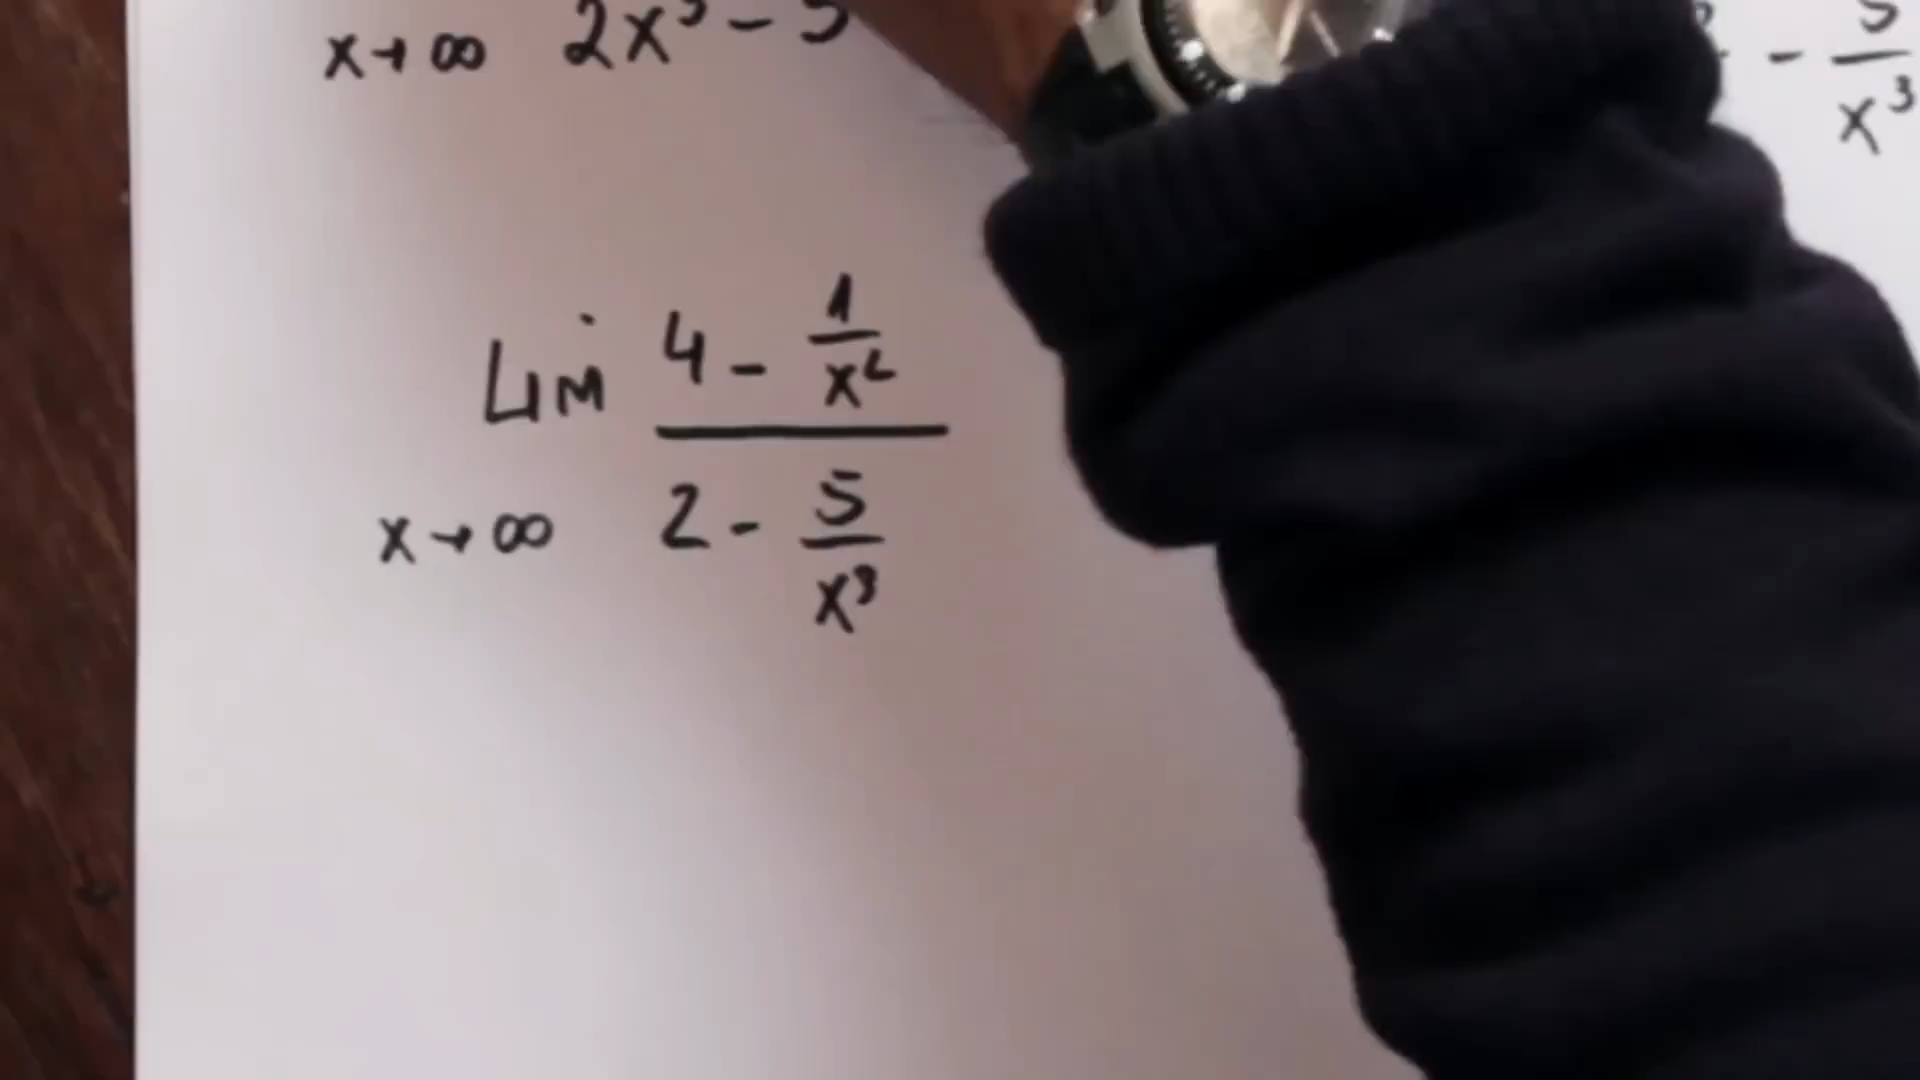 x→∞ 2x³ - 5
- 5/x³
Lim (4 - 1/x²)/(2 - 5/x³)
x→∞